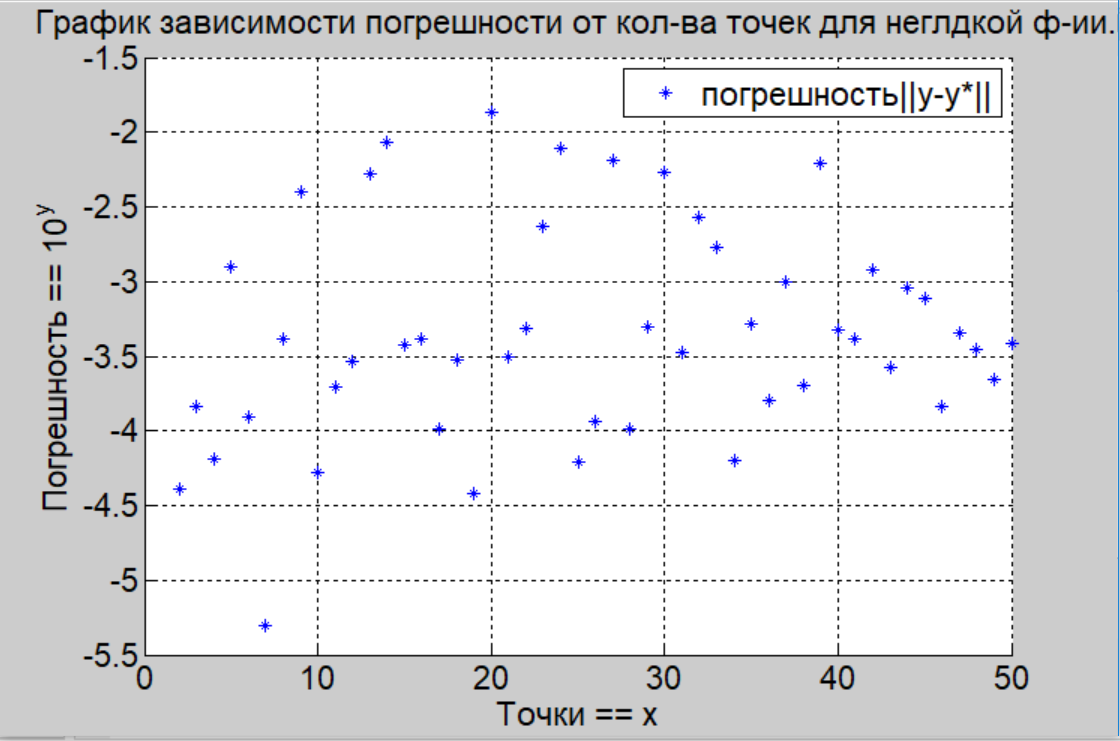 График зависимости погрешности от кол-ва точек для неглдкой ф-ии.
погрешность||y-y*||
Погрешность == 10^y
-1.5
-2
-2.5
-3
-3.5
-4
-4.5
-5
-5.5
0 10 20 30 40 50
Точки == x